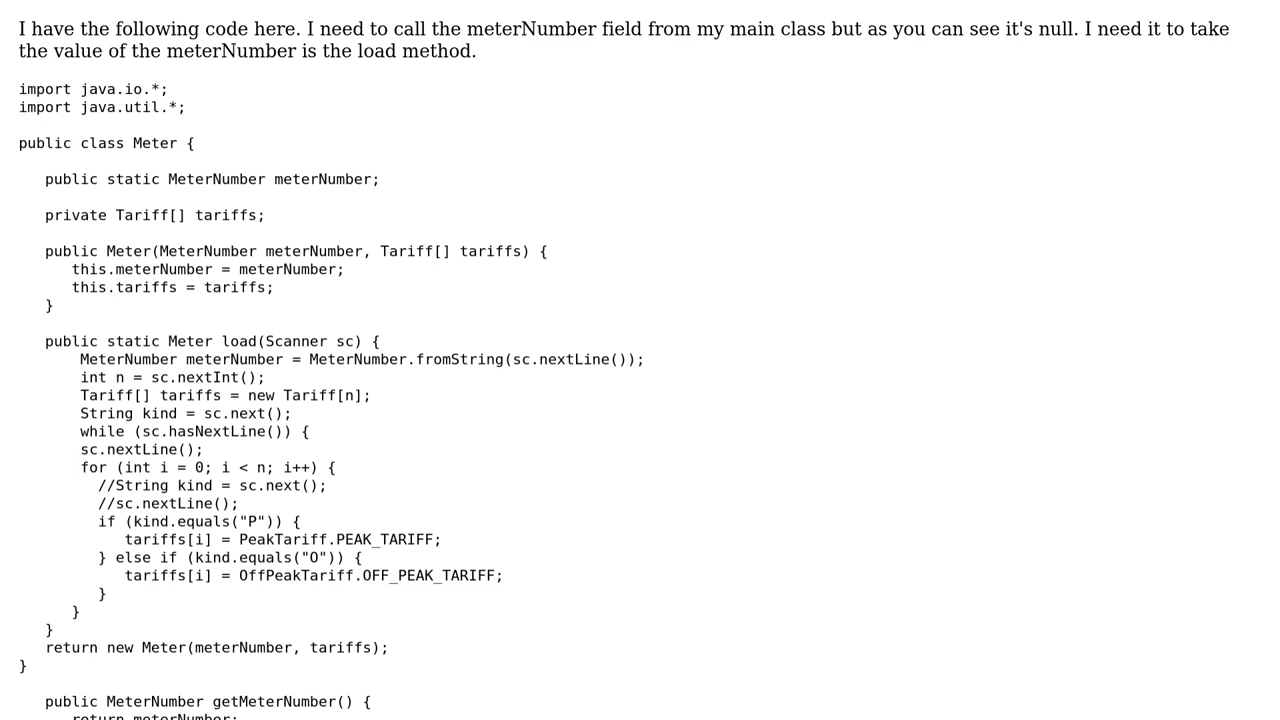 I have the following code here. I need to call the meterNumber field from my main class but as you can see it's null. I need it to take
the value of the meterNumber is the load method.
import java.io.*;
import java.util.*;
public class Meter {
public static MeterNumber meterNumber;
private Tariff[] tariffs;
public Meter(MeterNumber meterNumber, Tariff[] tariffs) {
this.meterNumber = meterNumber;
this.tariffs = tariffs;
}
public static Meter load(Scanner sc) {
MeterNumber meterNumber = MeterNumber.fromString(sc.nextLine());
int n = sc.nextInt();
Tariff[] tariffs = new Tariff[n];
String kind = sc.next();
while (sc.hasNextLine()) {
sc.nextLine();
for (int i = 0; i < n; i++) {
//String kind = sc.next();
//sc.nextLine();
if (kind.equals("P")) {
tariffs[i] = PeakTariff.PEAK_TARIFF;
} else if (kind.equals("O")) {
tariffs[i] = OffPeakTariff.OFF_PEAK_TARIFF;
}
}
}
return new Meter(meterNumber, tariffs);
}
public MeterNumber getMeterNumber() {
return meterNumber;